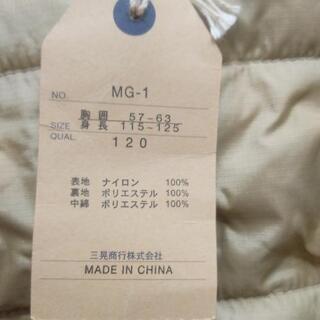 NO. MG-1
胸囲 57-63
SIZE 身長 115~125
QUAL. 120
表地 ナイロン 100%
裏地 ポリエステル 100%
中綿 ポリエステル 100%
三晃商行株式会社
MADE IN CHINA